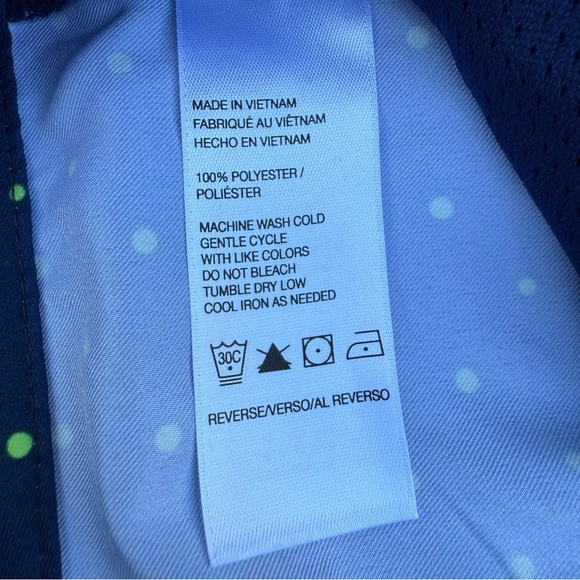 MADE IN VIETNAM
FABRIQUÉ AU VIÊTNAM
HECHO EN VIETNAM
100% POLYESTER /
POLIÉSTER
MACHINE WASH COLD
GENTLE CYCLE
WITH LIKE COLORS
DO NOT BLEACH
TUMBLE DRY LOW
COOL IRON AS NEEDED
30C
REVERSE/VERSO/AL REVERSO